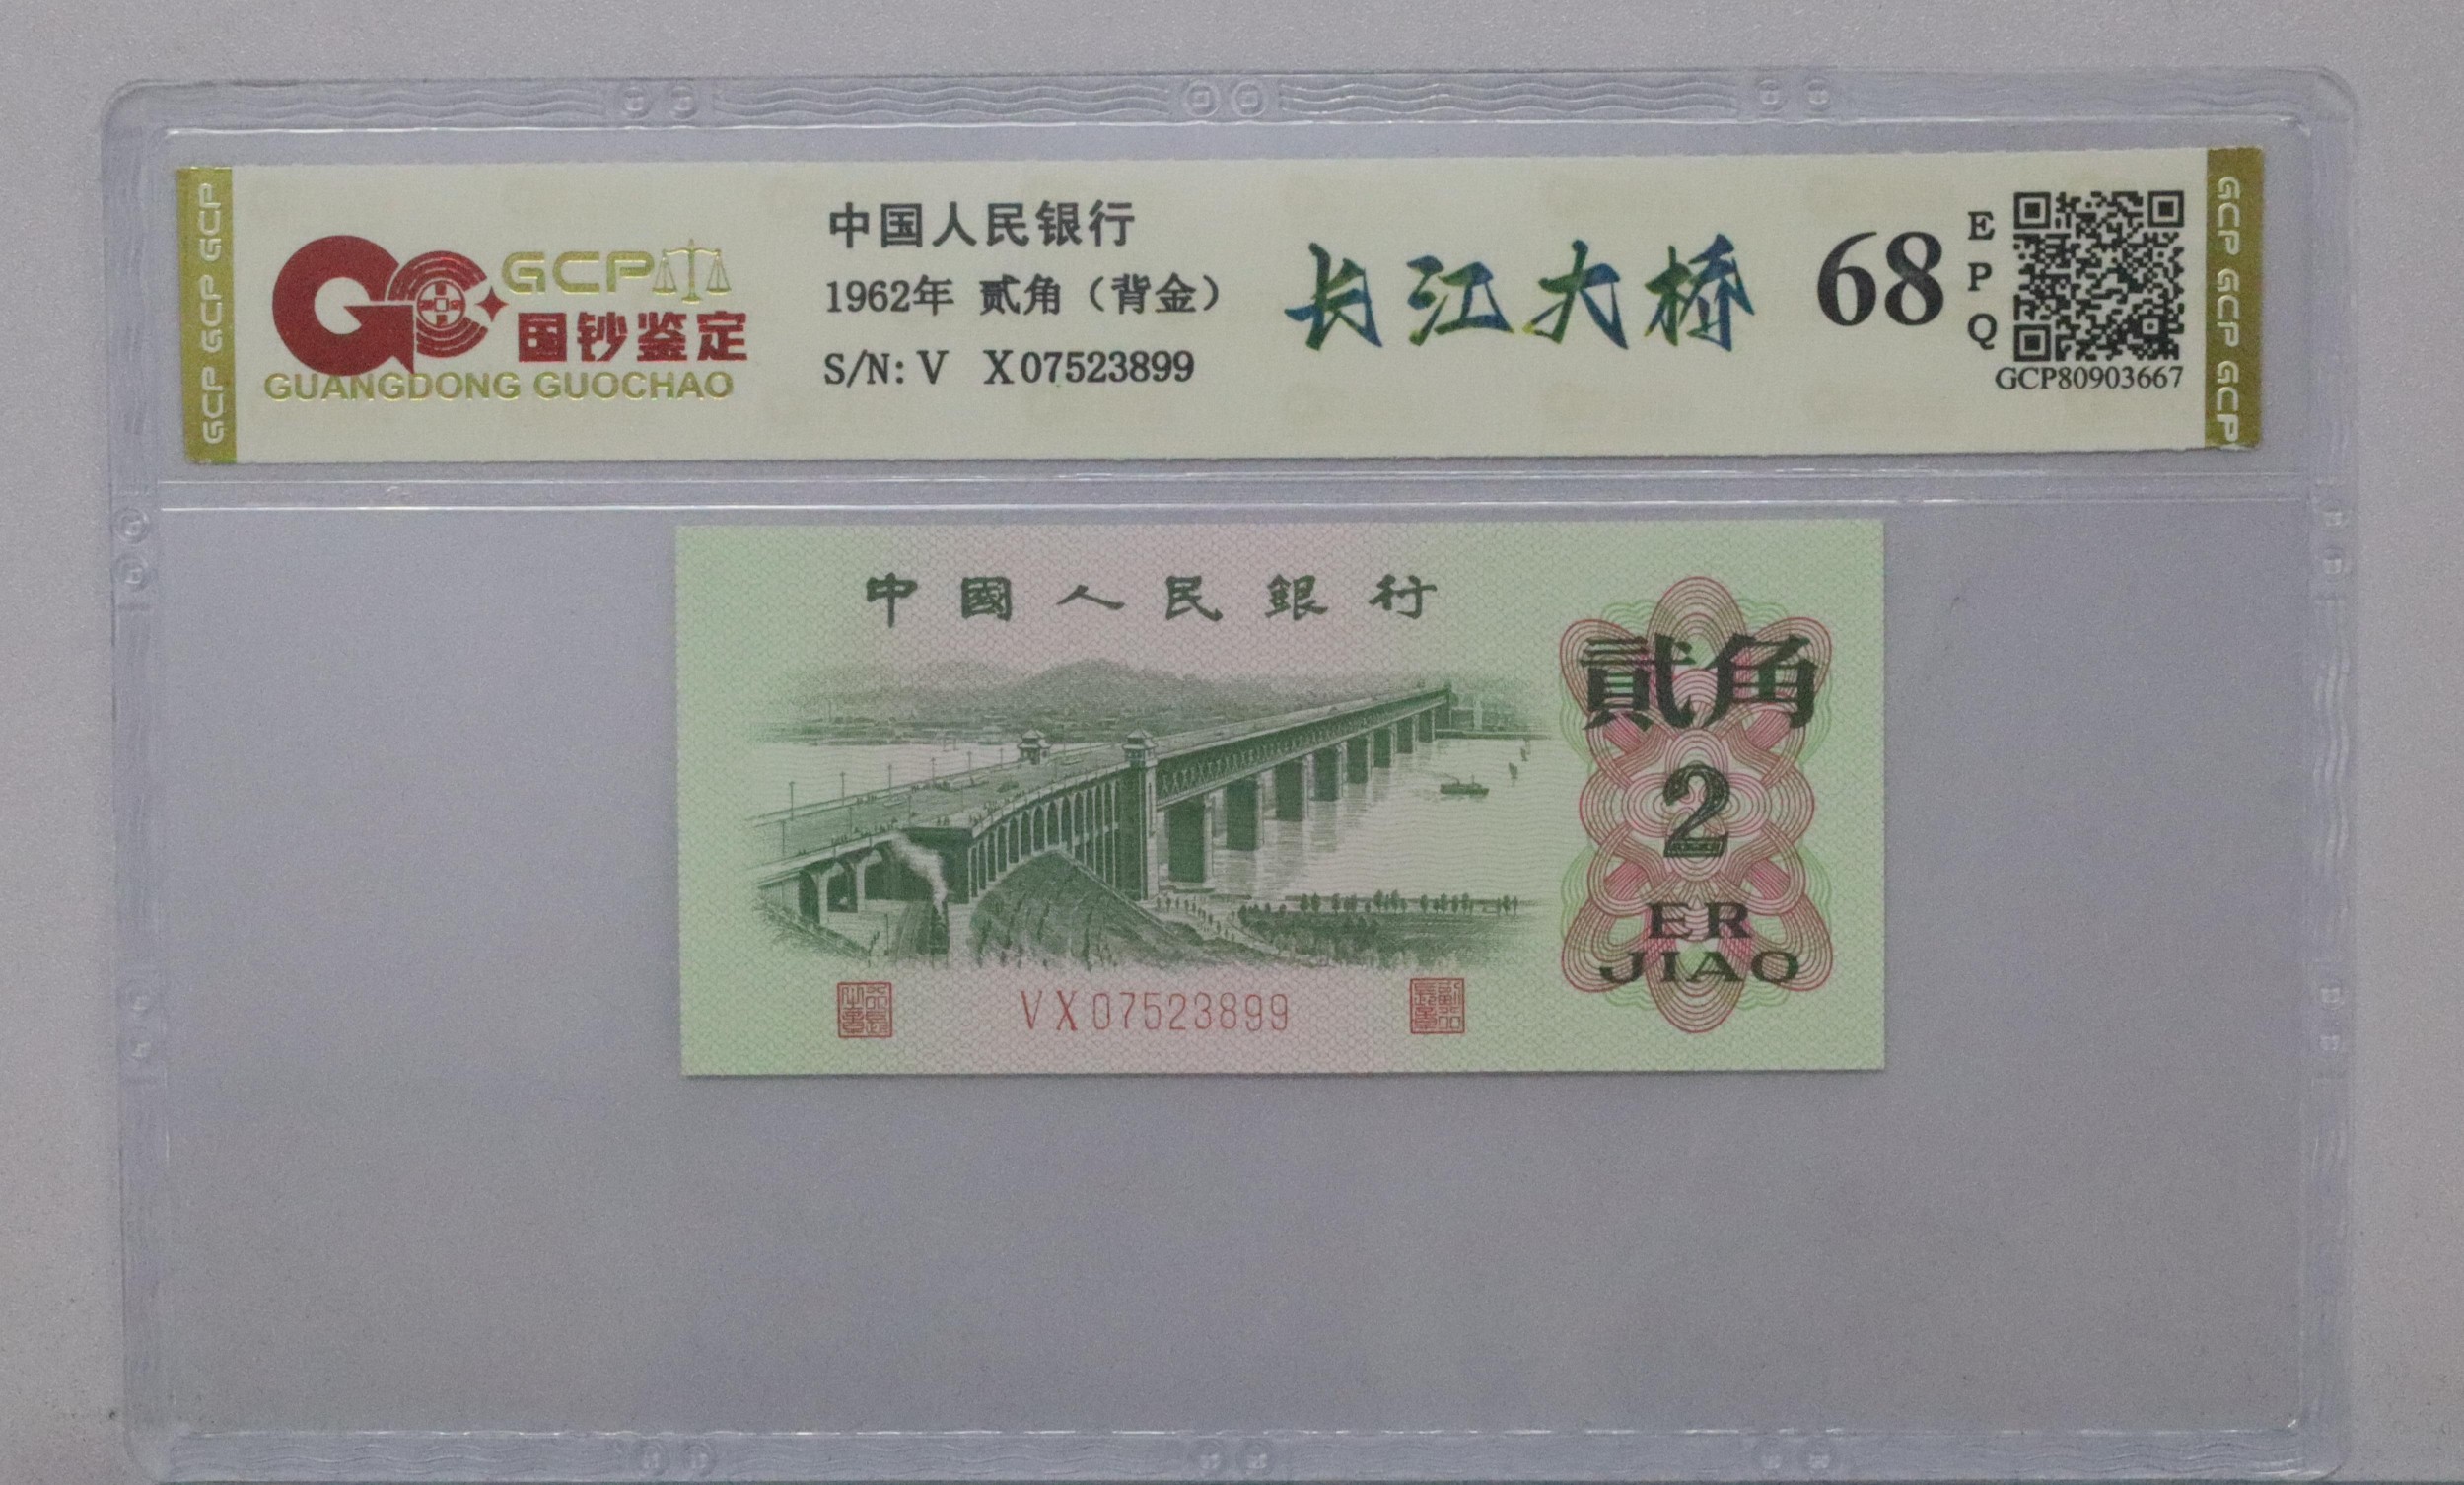 GCP GCP GCP
GCP
国钞鉴定
GUANGDONG GUOCHAO
中国人民银行
1962年 贰角（背金）
S/N: V X07523899
长江大桥
68
E
P
Q
GCP80903667
GCP GCP GCP
中國人民銀行
貳角
2
ER
JIAO
VX07523899